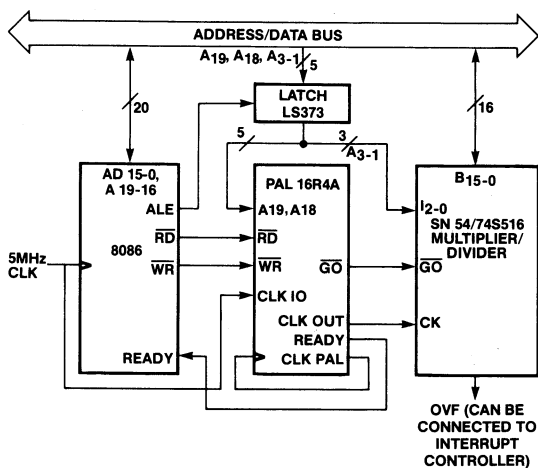 ADDRESS/DATA BUS
A19, A18, A3-1
5
LATCH
LS373
20
16
5
3
A3-1
AD 15-0,
A 19-16
ALE
RD
8086
WR
READY
5MHz
CLK
PAL 16R4A
A19, A18
RD
WR
GO
CLK IO
CLK OUT
READY
CLK PAL
B15-0
I2-0
SN 54/74S516
MULTIPLIER/
DIVIDER
GO
CK
OVF (CAN BE
CONNECTED TO
INTERRUPT
CONTROLLER)